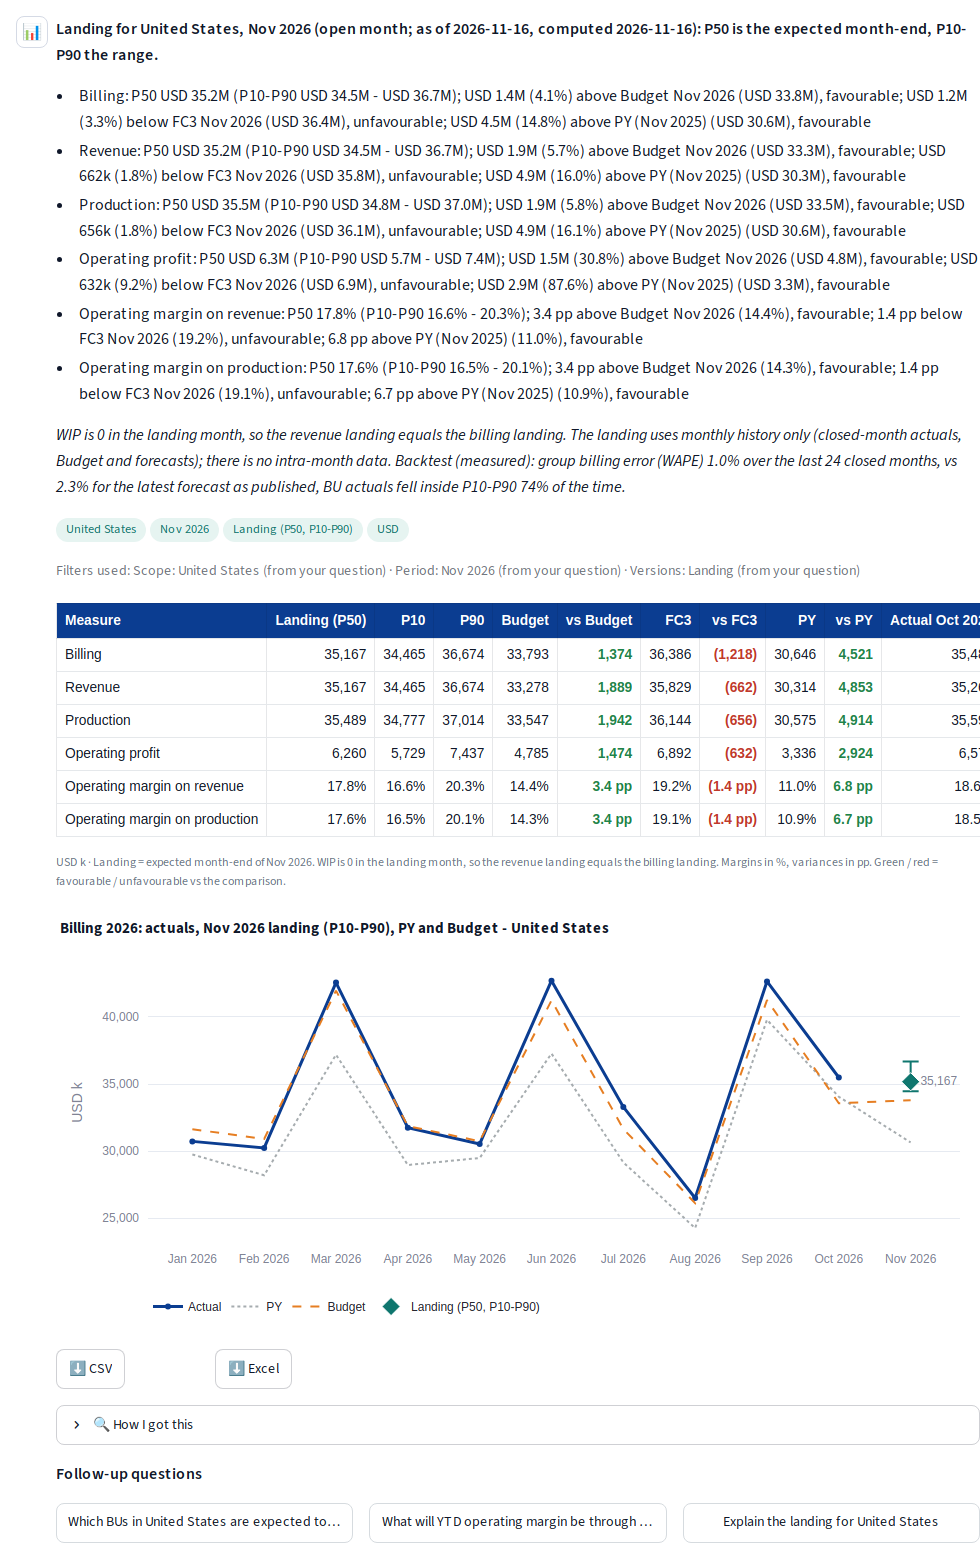 Landing for United States, Nov 2026 (open month; as of 2026-11-16, computed 2026-11-16): P50 is the expected month-end, P10-
P90 the range.
• Billing: P50 USD 35.2M (P10-P90 USD 34.5M - USD 36.7M); USD 1.4M (4.1%) above Budget Nov 2026 (USD 33.8M), favourable; USD 1.2M
(3.3%) below FC3 Nov 2026 (USD 36.4M), unfavourable; USD 4.5M (14.8%) above PY (Nov 2025) (USD 30.6M), favourable
• Revenue: P50 USD 35.2M (P10-P90 USD 34.5M - USD 36.7M); USD 1.9M (5.7%) above Budget Nov 2026 (USD 33.3M), favourable; USD
662k (1.8%) below FC3 Nov 2026 (USD 35.8M), unfavourable; USD 4.9M (16.0%) above PY (Nov 2025) (USD 30.3M), favourable
• Production: P50 USD 35.5M (P10-P90 USD 34.8M - USD 37.0M); USD 1.9M (5.8%) above Budget Nov 2026 (USD 33.5M), favourable; USD
656k (1.8%) below FC3 Nov 2026 (USD 36.1M), unfavourable; USD 4.9M (16.1%) above PY (Nov 2025) (USD 30.6M), favourable
• Operating profit: P50 USD 6.3M (P10-P90 USD 5.7M - USD 7.4M); USD 1.5M (30.8%) above Budget Nov 2026 (USD 4.8M), favourable; USD
632k (9.2%) below FC3 Nov 2026 (USD 6.9M), unfavourable; USD 2.9M (87.6%) above PY (Nov 2025) (USD 3.3M), favourable
• Operating margin on revenue: P50 17.8% (P10-P90 16.6% - 20.3%); 3.4 pp above Budget Nov 2026 (14.4%), favourable; 1.4 pp below
FC3 Nov 2026 (19.2%), unfavourable; 6.8 pp above PY (Nov 2025) (11.0%), favourable
• Operating margin on production: P50 17.6% (P10-P90 16.5% - 20.1%); 3.4 pp above Budget Nov 2026 (14.3%), favourable; 1.4 pp
below FC3 Nov 2026 (19.1%), unfavourable; 6.7 pp above PY (Nov 2025) (10.9%), favourable
WIP is 0 in the landing month, so the revenue landing equals the billing landing. The landing uses monthly history only (closed-month actuals,
Budget and forecasts); there is no intra-month data. Backtest (measured): group billing error (WAPE) 1.0% over the last 24 closed months, vs
2.3% for the latest forecast as published, BU actuals fell inside P10-P90 74% of the time.
United States Nov 2026 Landing (P50, P10-P90) USD
Filters used: Scope: United States (from your question) · Period: Nov 2026 (from your question) · Versions: Landing (from your question)
Measure Landing (P50) P10 P90 Budget vs Budget FC3 vs FC3 PY vs PY Actual Oct
Billing 35,167 34,465 36,674 33,793 1,374 36,386 (1,218) 30,646 4,521
Revenue 35,167 34,465 36,674 33,278 1,889 35,829 (662) 30,314 4,853
Production 35,489 34,777 37,014 33,547 1,942 36,144 (656) 30,575 4,914
Operating profit 6,260 5,729 7,437 4,785 1,474 6,892 (632) 3,336 2,924
Operating margin on revenue 17.8% 16.6% 20.3% 14.4% 3.4 pp 19.2% (1.4 pp) 11.0% 6.8 pp 18.6
Operating margin on production 17.6% 16.5% 20.1% 14.3% 3.4 pp 19.1% (1.4 pp) 10.9% 6.7 pp 18.5
USD k · Landing = expected month-end of Nov 2026. WIP is 0 in the landing month, so the revenue landing equals the billing landing. Margins in %, variances in pp. Green / red =
favourable / unfavourable vs the comparison.
Billing 2026: actuals, Nov 2026 landing (P10-P90), PY and Budget - United States
USD k
40,000
35,000
30,000
25,000
35,167
Jan 2026 Feb 2026 Mar 2026 Apr 2026 May 2026 Jun 2026 Jul 2026 Aug 2026 Sep 2026 Oct 2026 Nov 2026
Actual PY Budget Landing (P50, P10-P90)
CSV Excel
How I got this
Follow-up questions
Which BUs in United States are expected to… What will YTD operating margin be through … Explain the landing for United States